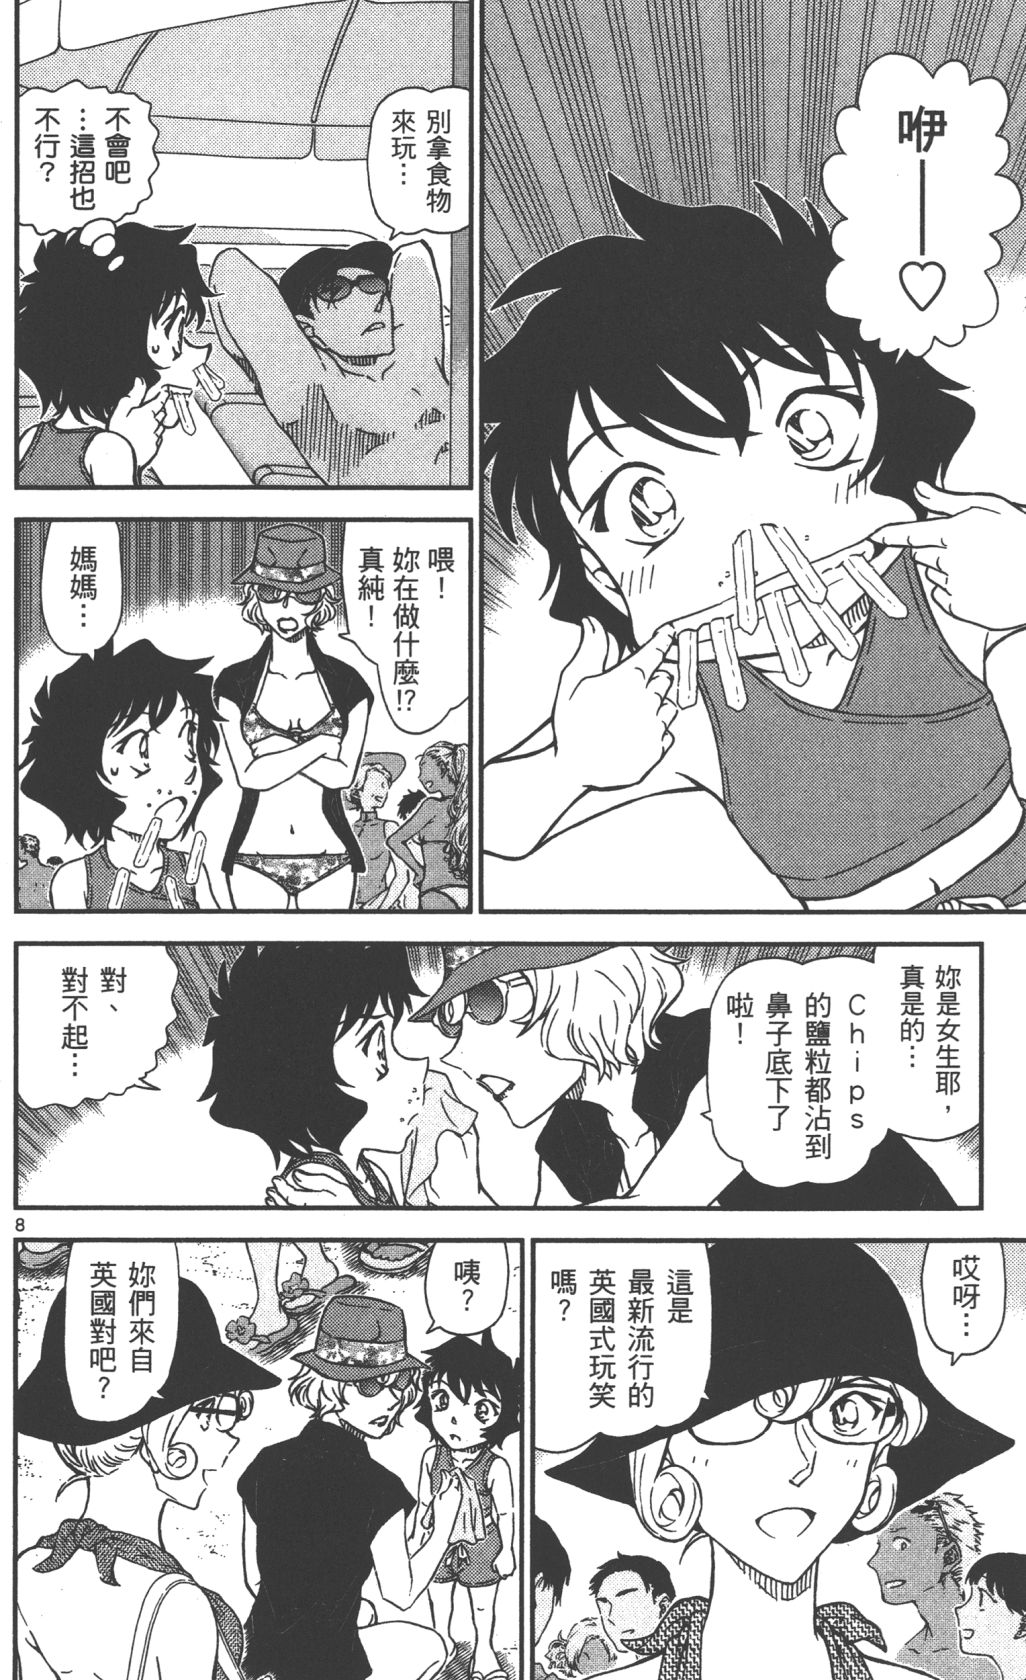 咿——♡
別拿食物
來玩…
不會吧
…這招也
不行？
喂！
妳在做什麼!?
真純！
媽媽…
妳是女生耶，
真是的…
Chips
的鹽粒都沾到
鼻子底下了
啦！
對、
對不起…
8
哎呀…
這是
最新流行的
英國式玩笑
嗎？
咦？
妳們來自
英國對吧？